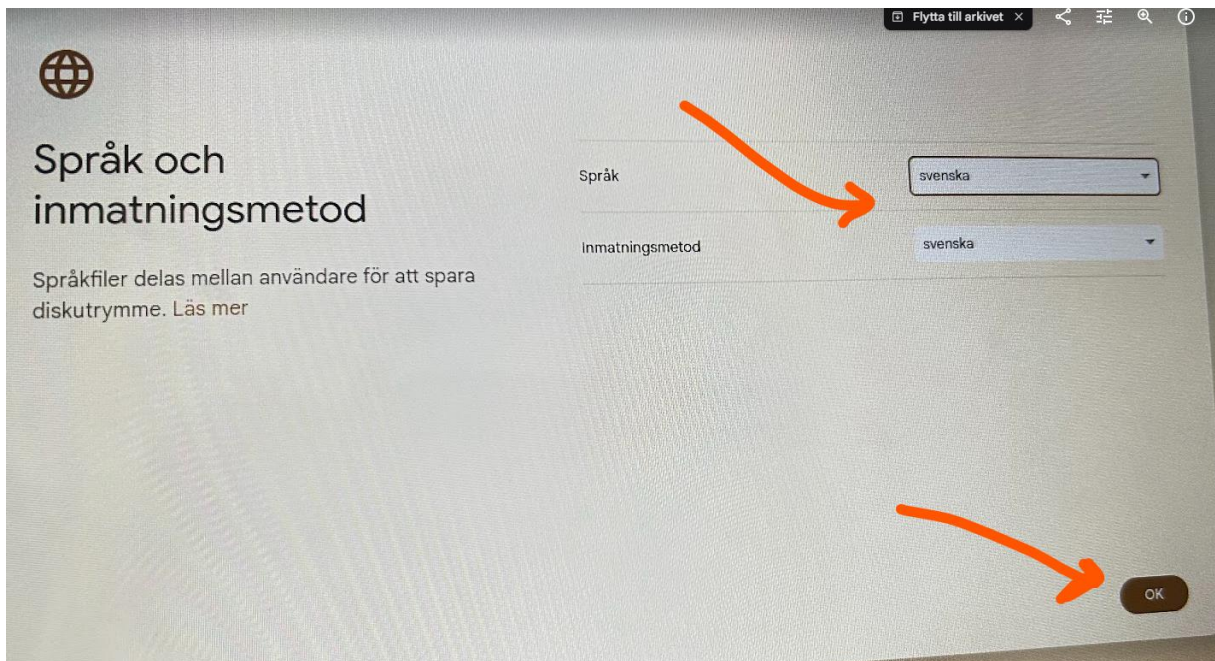 Flytta till arkivet
Språk och
inmatningsmetod
Språkfiler delas mellan användare för att spara
diskutrymme. Läs mer
Språk
svenska
Inmatningsmetod
svenska
OK